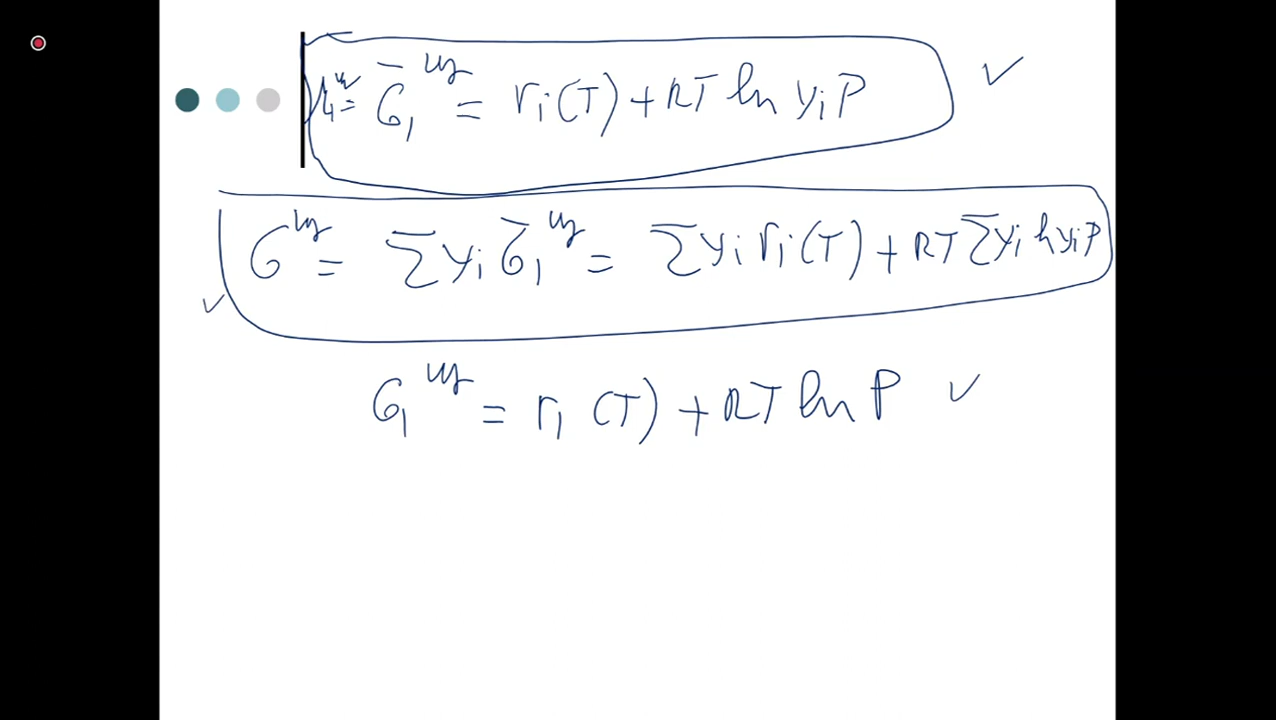 μᵢ^ig = Ḡᵢ^ig = Γᵢ(T) + RT ln yᵢP
G^ig = Σyᵢ Ḡᵢ^ig = ΣyᵢΓᵢ(T) + RT Σyᵢ ln yᵢP
Gᵢ^ig = Γᵢ(T) + RT ln P